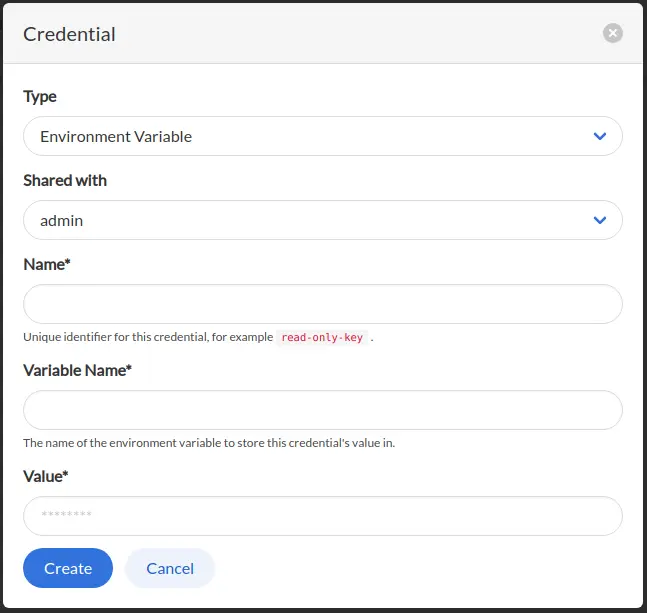 Credential
Type
Environment Variable
Shared with
admin
Name*
Unique identifier for this credential, for example read-only-key .
Variable Name*
The name of the environment variable to store this credential's value in.
Value*
********
Create Cancel